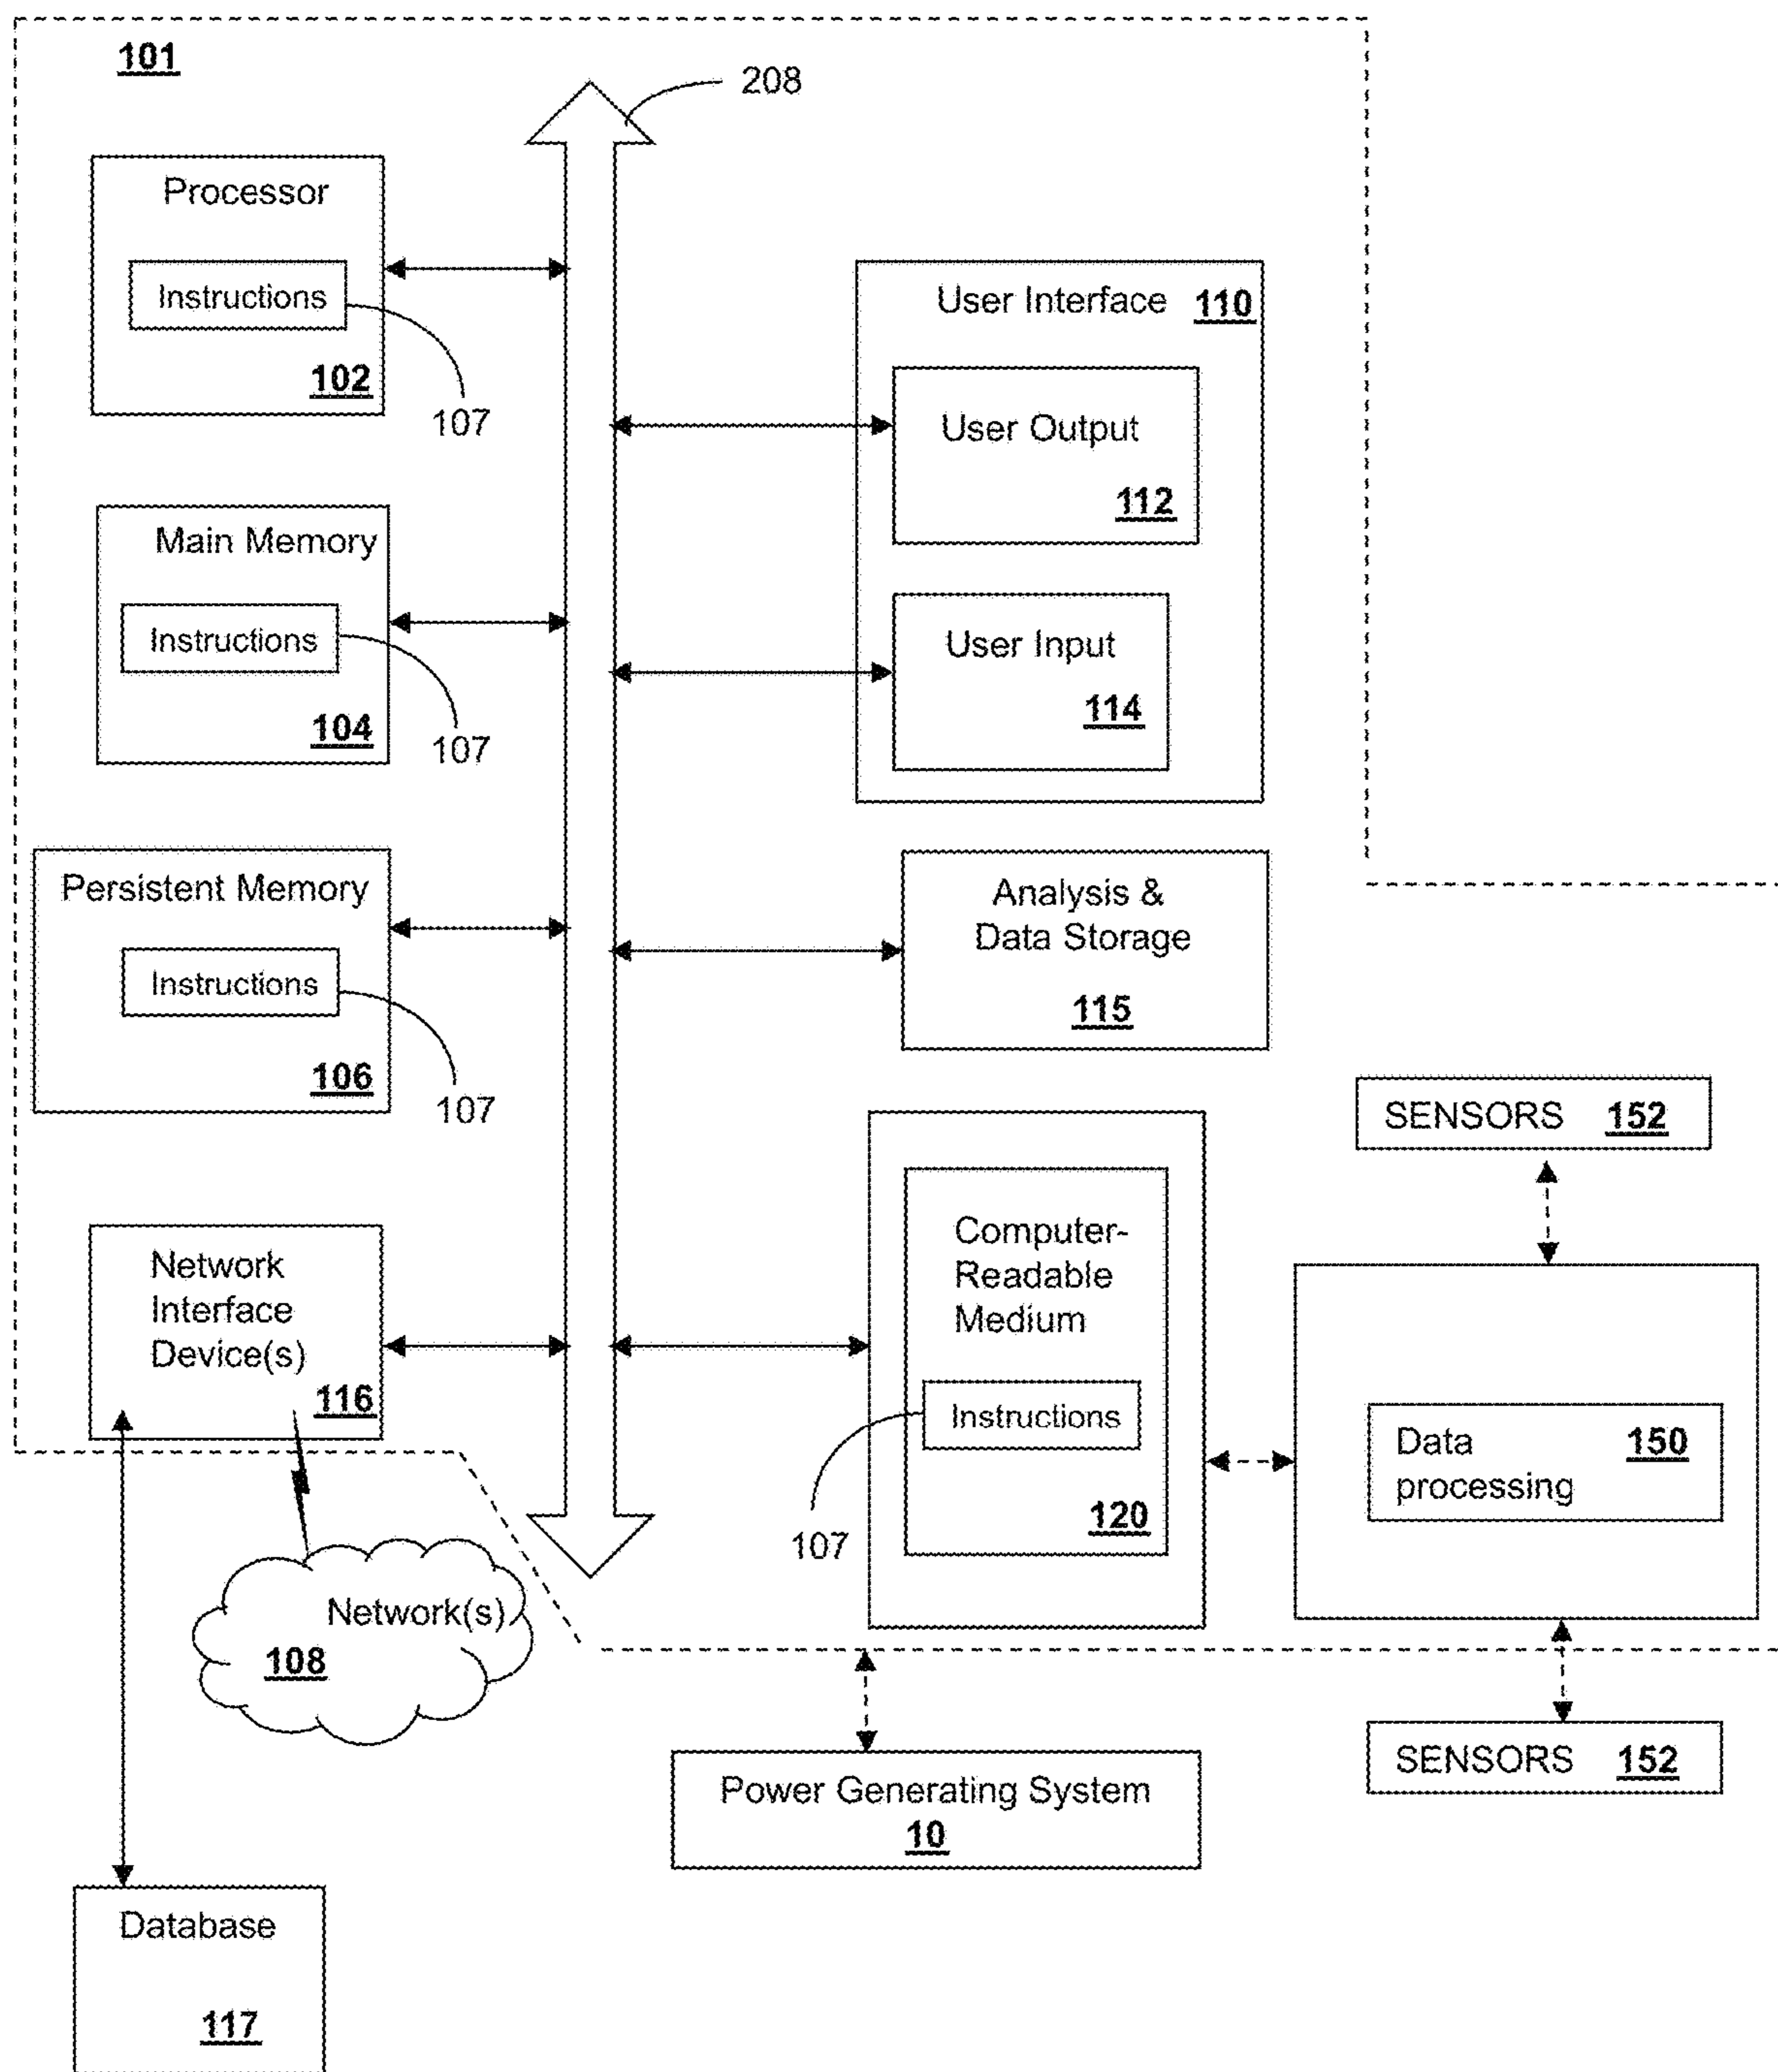 101
208
Processor
Instructions
102
107
User Interface 110
User Output
112
Main Memory
Instructions
104
107
User Input
114
Persistent Memory
Instructions
106
107
Analysis &
Data Storage
115
SENSORS 152
Network
Interface
Device(s)
116
Computer-
Readable
Medium
Instructions
120
107
Data
processing
150
Network(s)
108
SENSORS 152
Power Generating System
10
Database
117